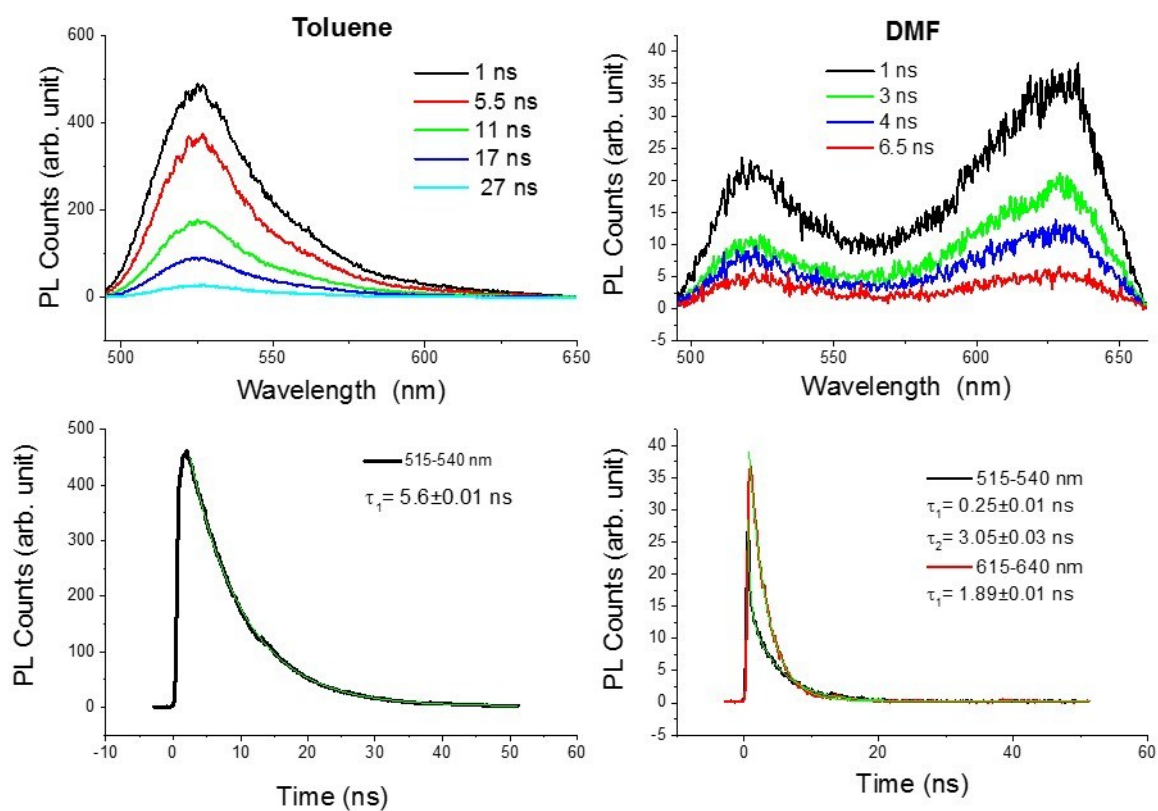 Toluene
600
400
200
0
PL Counts (arb. unit)
1 ns
5.5 ns
11 ns
17 ns
27 ns
500
550
600
650
Wavelength (nm)
DMF
40
35
30
25
20
15
10
5
0
-5
PL Counts (arb. unit)
1 ns
3 ns
4 ns
6.5 ns
500
550
600
650
Wavelength (nm)
500
400
300
200
100
0
PL Counts (arb. unit)
515-540 nm
τ1= 5.6±0.01 ns
-10
0
10
20
30
40
50
60
Time (ns)
40
35
30
25
20
15
10
5
0
-5
PL Counts (arb. unit)
515-540 nm
τ1= 0.25±0.01 ns
τ2= 3.05±0.03 ns
615-640 nm
τ1= 1.89±0.01 ns
0
20
40
60
Time (ns)